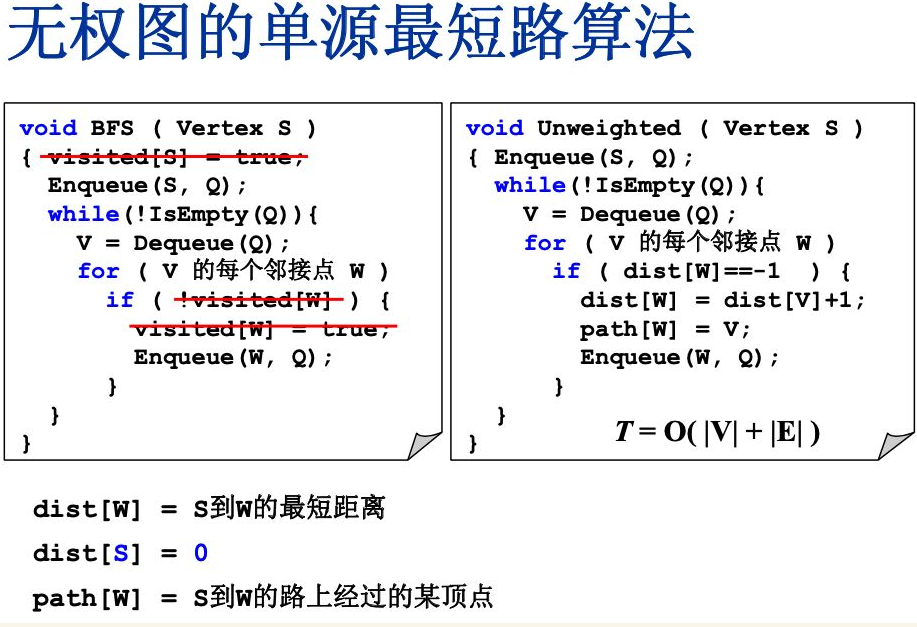 无权图的单源最短路算法
void BFS ( Vertex S )
{ visited[S] = true;
Enqueue(S, Q);
while(!IsEmpty(Q)){
V = Dequeue(Q);
for ( V 的每个邻接点 W )
if ( !visited[W] ) {
visited[W] = true;
Enqueue(W, Q);
}
}
}
void Unweighted ( Vertex S )
{ Enqueue(S, Q);
while(!IsEmpty(Q)){
V = Dequeue(Q);
for ( V 的每个邻接点 W )
if ( dist[W]==-1 ) {
dist[W] = dist[V]+1;
path[W] = V;
Enqueue(W, Q);
}
}
}
T = O( |V| + |E| )
dist[W] = S到W的最短距离
dist[S] = 0
path[W] = S到W的路上经过的某顶点